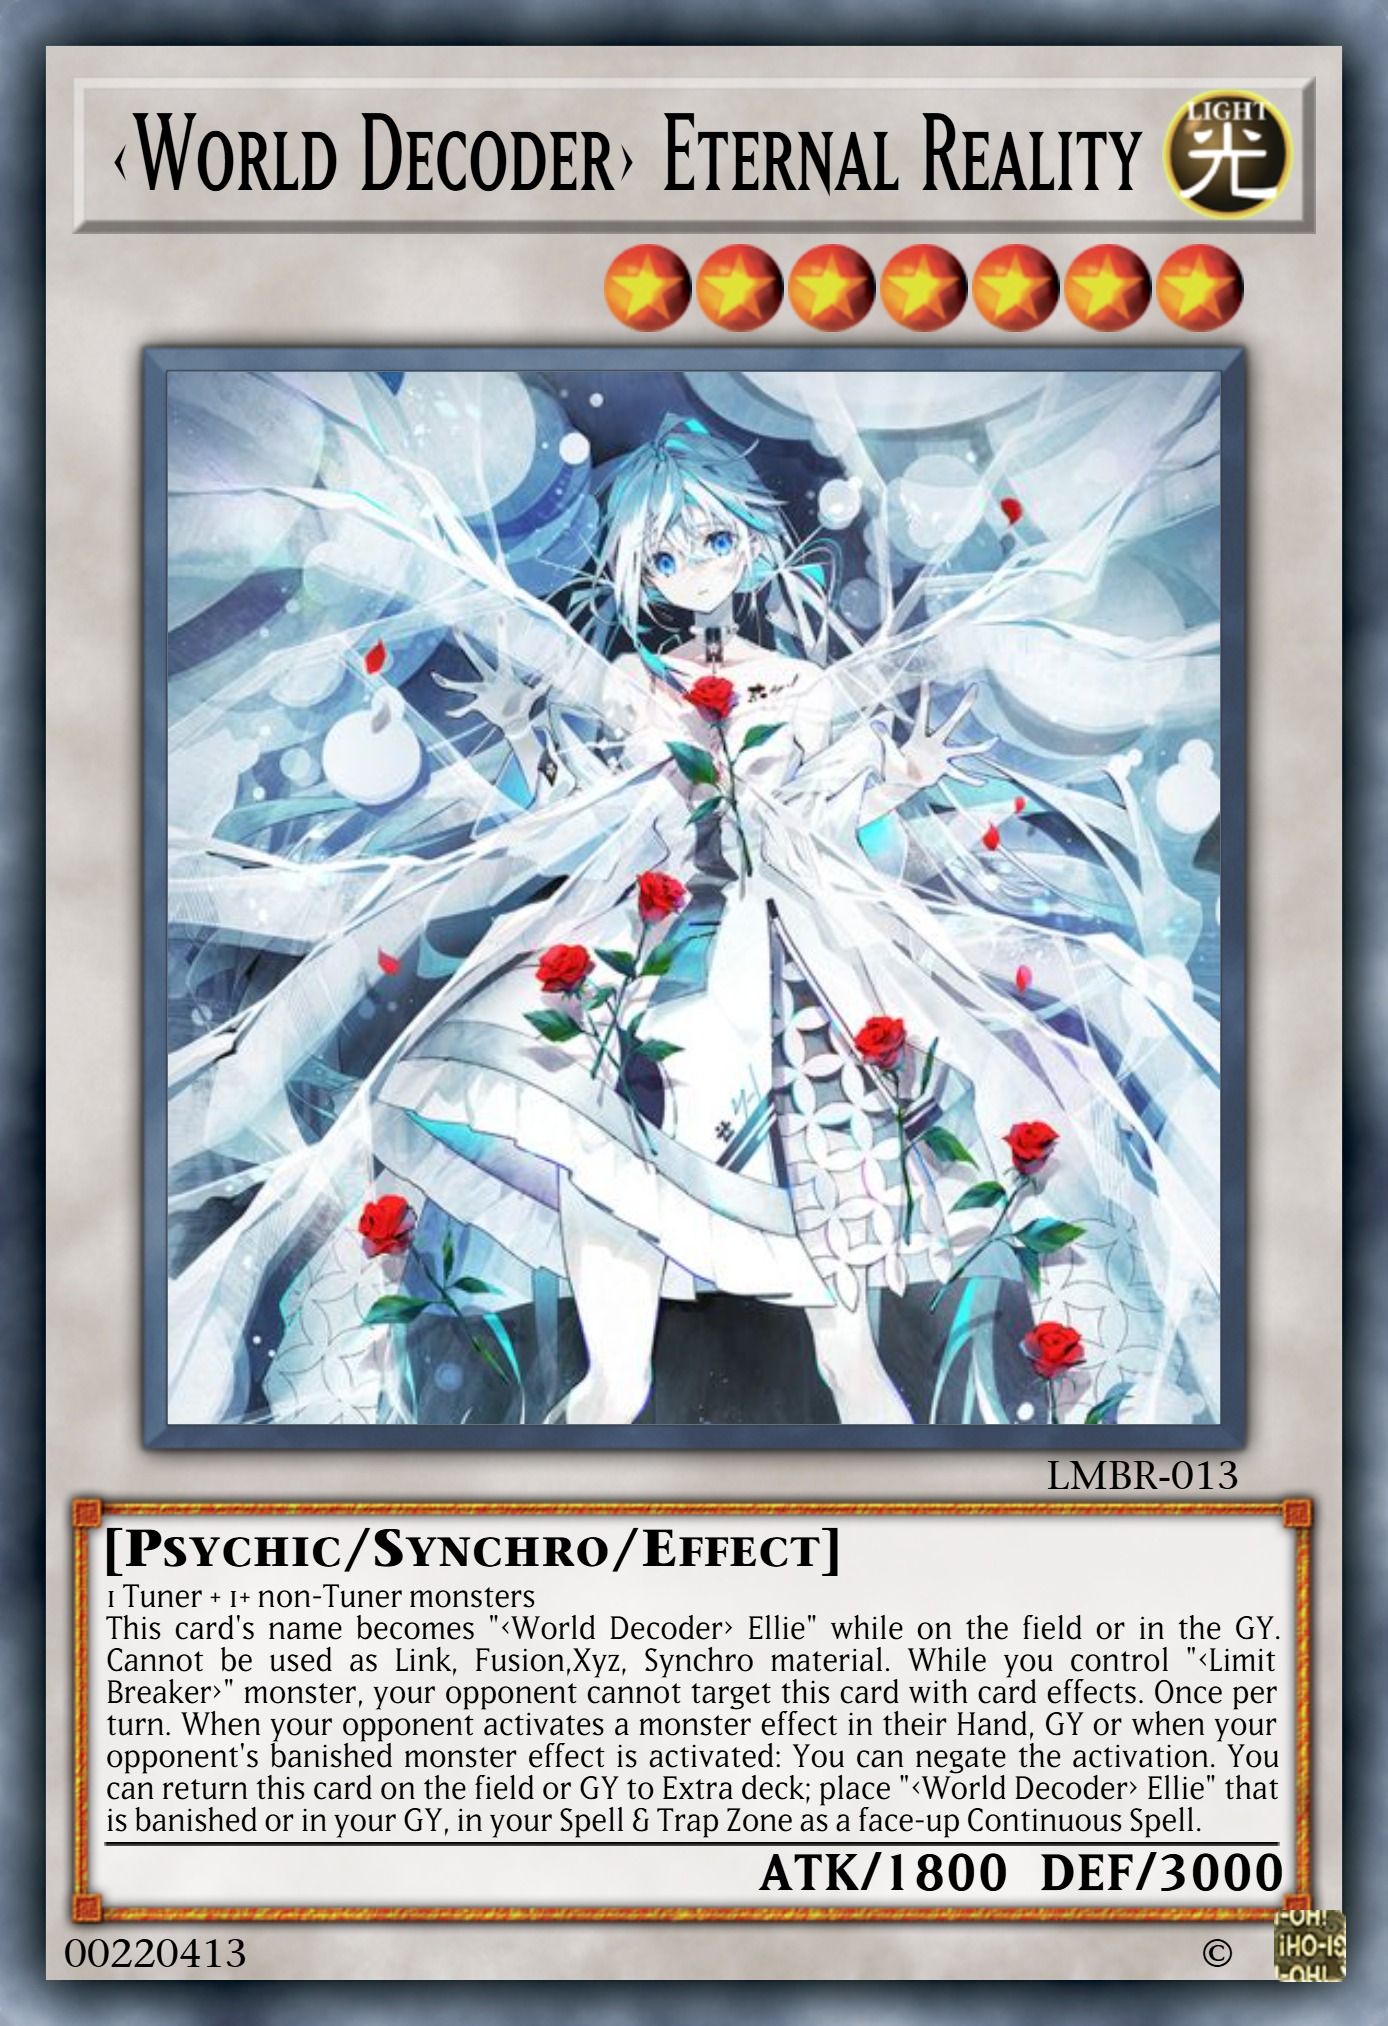 ‹World Decoder› Eternal Reality
LIGHT
光
LMBR-013
[Psychic/Synchro/Effect]
1 Tuner + 1+ non-Tuner monsters
This card's name becomes "‹World Decoder› Ellie" while on the field or in the GY.
Cannot be used as Link, Fusion,Xyz, Synchro material. While you control "‹Limit
Breaker›" monster, your opponent cannot target this card with card effects. Once per
turn. When your opponent activates a monster effect in their Hand, GY or when your
opponent's banished monster effect is activated: You can negate the activation. You
can return this card on the field or GY to Extra deck; place "‹World Decoder› Ellie" that
is banished or in your GY, in your Spell & Trap Zone as a face-up Continuous Spell.
ATK/1800 DEF/3000
00220413
©